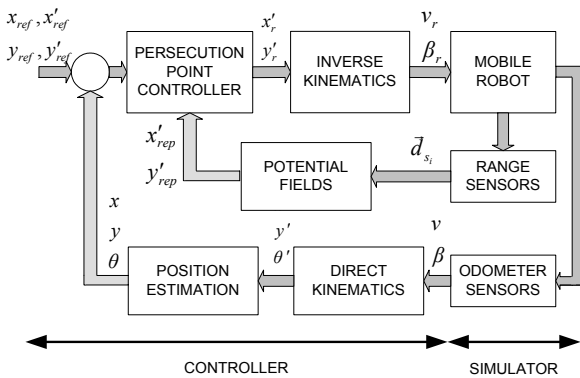 x_ref, x'_ref
y_ref, y'_ref
PERSECUTION
POINT
CONTROLLER
x'_r
y'_r
INVERSE
KINEMATICS
v_r
β_r
MOBILE
ROBOT
x'_rep
y'_rep
POTENTIAL
FIELDS
d⃗_{s_i}
RANGE
SENSORS
x
y
θ
POSITION
ESTIMATION
y'
θ'
DIRECT
KINEMATICS
v
β
ODOMETER
SENSORS
CONTROLLER
SIMULATOR